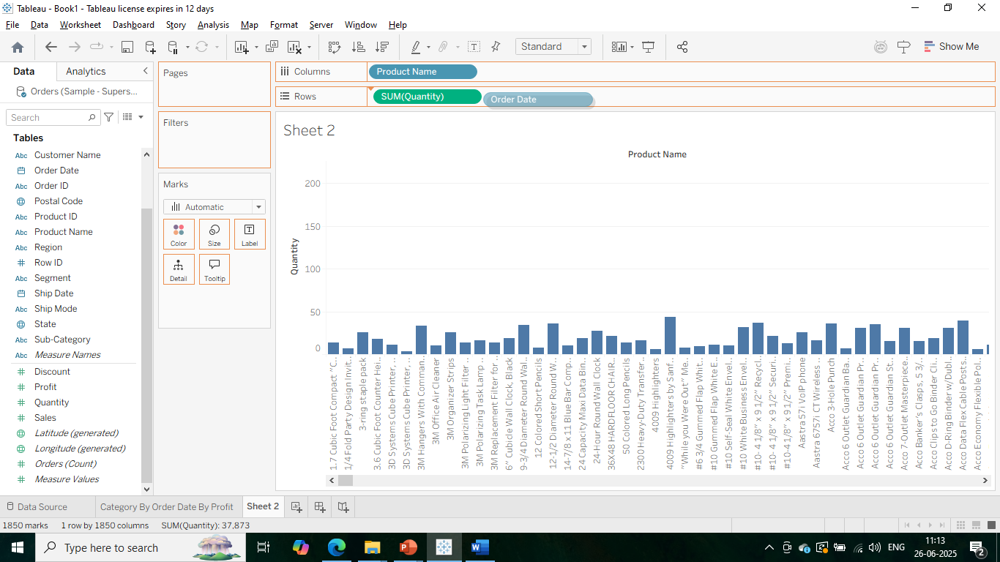 Tableau - Book1 - Tableau license expires in 12 days
File Data Worksheet Dashboard Story Analysis Map Format Server Window Help
Standard
Show Me
Data Analytics
Orders (Sample - Supers...
Search
Tables
Abc Customer Name
Order Date
Abc Order ID
Postal Code
Abc Product ID
Abc Product Name
Abc Region
Row ID
Abc Segment
Ship Date
Abc Ship Mode
State
Abc Sub-Category
Abc Measure Names
Discount
Profit
Quantity
Sales
Latitude (generated)
Longitude (generated)
Orders (Count)
Measure Values
Pages
Filters
Marks
Automatic
Color Size Label
Detail Tooltip
Columns Product Name
Rows SUM(Quantity) Order Date
Sheet 2
Product Name
200
150
100
50
0
Quantity
1.7 Cubic Foot Compact "C..
1/4 Fold Party Design Invit..
3-ring staple pack
3.6 Cubic Foot Counter Hei..
3D Systems Cube Printer, ..
3D Systems Cube Printer, ..
3M Hangers With Comman..
3M Office Air Cleaner
3M Organizer Strips
3M Polarizing Light Filter ..
3M Polarizing Task Lamp ..
3M Replacement Filter for ..
6" Cubicle Wall Clock, Black
9-3/4 Diameter Round Wal..
12 Colored Short Pencils
12-1/2 Diameter Round W..
14-7/8 x 11 Blue Bar Comp..
24 Capacity Maxi Data Bin..
24-Hour Round Wall Clock
36X48 HARDFLOOR CHAIR..
50 Colored Long Pencils
2300 Heavy-Duty Transfer..
4009 Highlighters
4009 Highlighters by Sanf..
"While you Were Out" Me..
#6 3/4 Gummed Flap Whit..
#10 Gummed Flap White E..
#10 Self-Seal White Envel..
#10 White Business Envel..
#10- 4 1/8" x 9 1/2" Recycl..
#10- 4 1/8" x 9 1/2" Securi..
#10-4 1/8" x 9 1/2" Premi..
Aastra 57i VoIP phone
Aastra 6757i CT Wireless ..
Acco 3-Hole Punch
Acco 6 Outlet Guardian Ba..
Acco 6 Outlet Guardian Pr..
Acco 6 Outlet Guardian Pr..
Acco 6 Outlet Guardian St..
Acco 7-Outlet Masterpiece..
Acco Banker's Clasps, 5 3/..
Acco Clips to Go Binder Cli..
Acco D-Ring Binder w/Dubl..
Acco Data Flex Cable Posts..
Acco Economy Flexible Pol..
Data Source Category By Order Date By Profit Sheet 2
1850 marks 1 row by 1850 columns SUM(Quantity): 37,873
Type here to search
ENG
11:13
26-06-2025
2